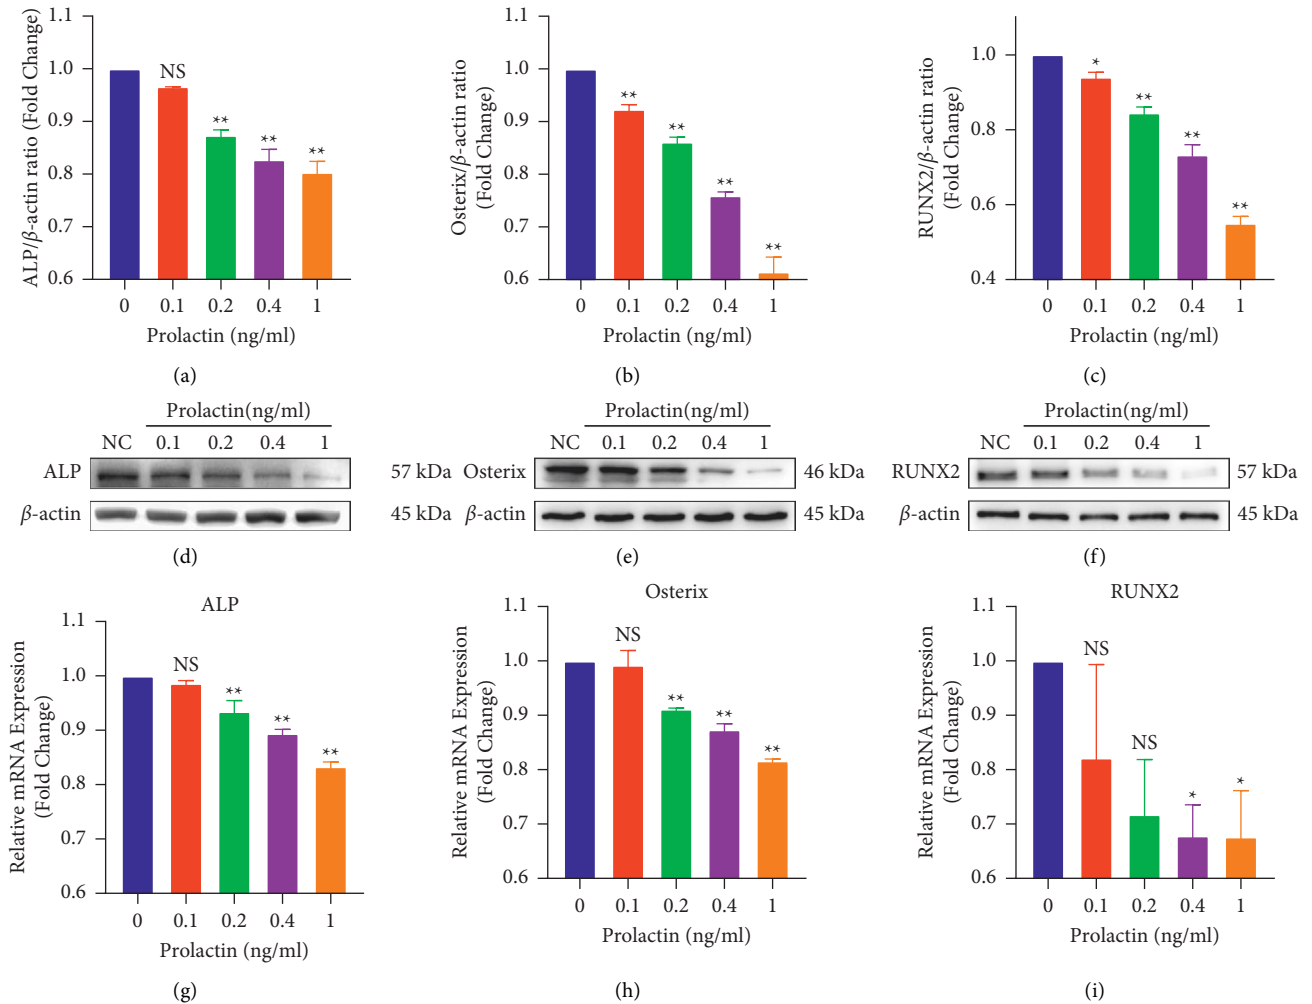 ALP/β-actin ratio (Fold Change)
1.1
1.0
0.9
0.8
0.7
0.6
NS
**
**
**
0 0.1 0.2 0.4 1
Prolactin (ng/ml)
(a)
Osterix/β-actin ratio
(Fold Change)
1.1
1.0
0.9
0.8
0.7
0.6
**
**
**
**
0 0.1 0.2 0.4 1
Prolactin (ng/ml)
(b)
RUNX2/β-actin ratio
(Fold Change)
1.0
0.8
0.6
0.4
*
**
**
**
0 0.1 0.2 0.4 1
Prolactin (ng/ml)
(c)
Prolactin(ng/ml)
NC 0.1 0.2 0.4 1
ALP 57 kDa
β-actin 45 kDa
(d)
Prolactin(ng/ml)
NC 0.1 0.2 0.4 1
Osterix 46 kDa
β-actin 45 kDa
(e)
Prolactin(ng/ml)
NC 0.1 0.2 0.4 1
RUNX2 57 kDa
β-actin 45 kDa
(f)
ALP
Relative mRNA Expression
(Fold Change)
1.1
1.0
0.9
0.8
0.7
0.6
NS
**
**
**
0 0.1 0.2 0.4 1
Prolactin (ng/ml)
(g)
Osterix
Relative mRNA Expression
(Fold Change)
1.1
1.0
0.9
0.8
0.7
0.6
NS
**
**
**
0 0.1 0.2 0.4 1
Prolactin (ng/ml)
(h)
RUNX2
Relative mRNA Expression
(Fold Change)
1.1
1.0
0.9
0.8
0.7
0.6
NS
NS
*
*
0 0.1 0.2 0.4 1
Prolactin (ng/ml)
(i)